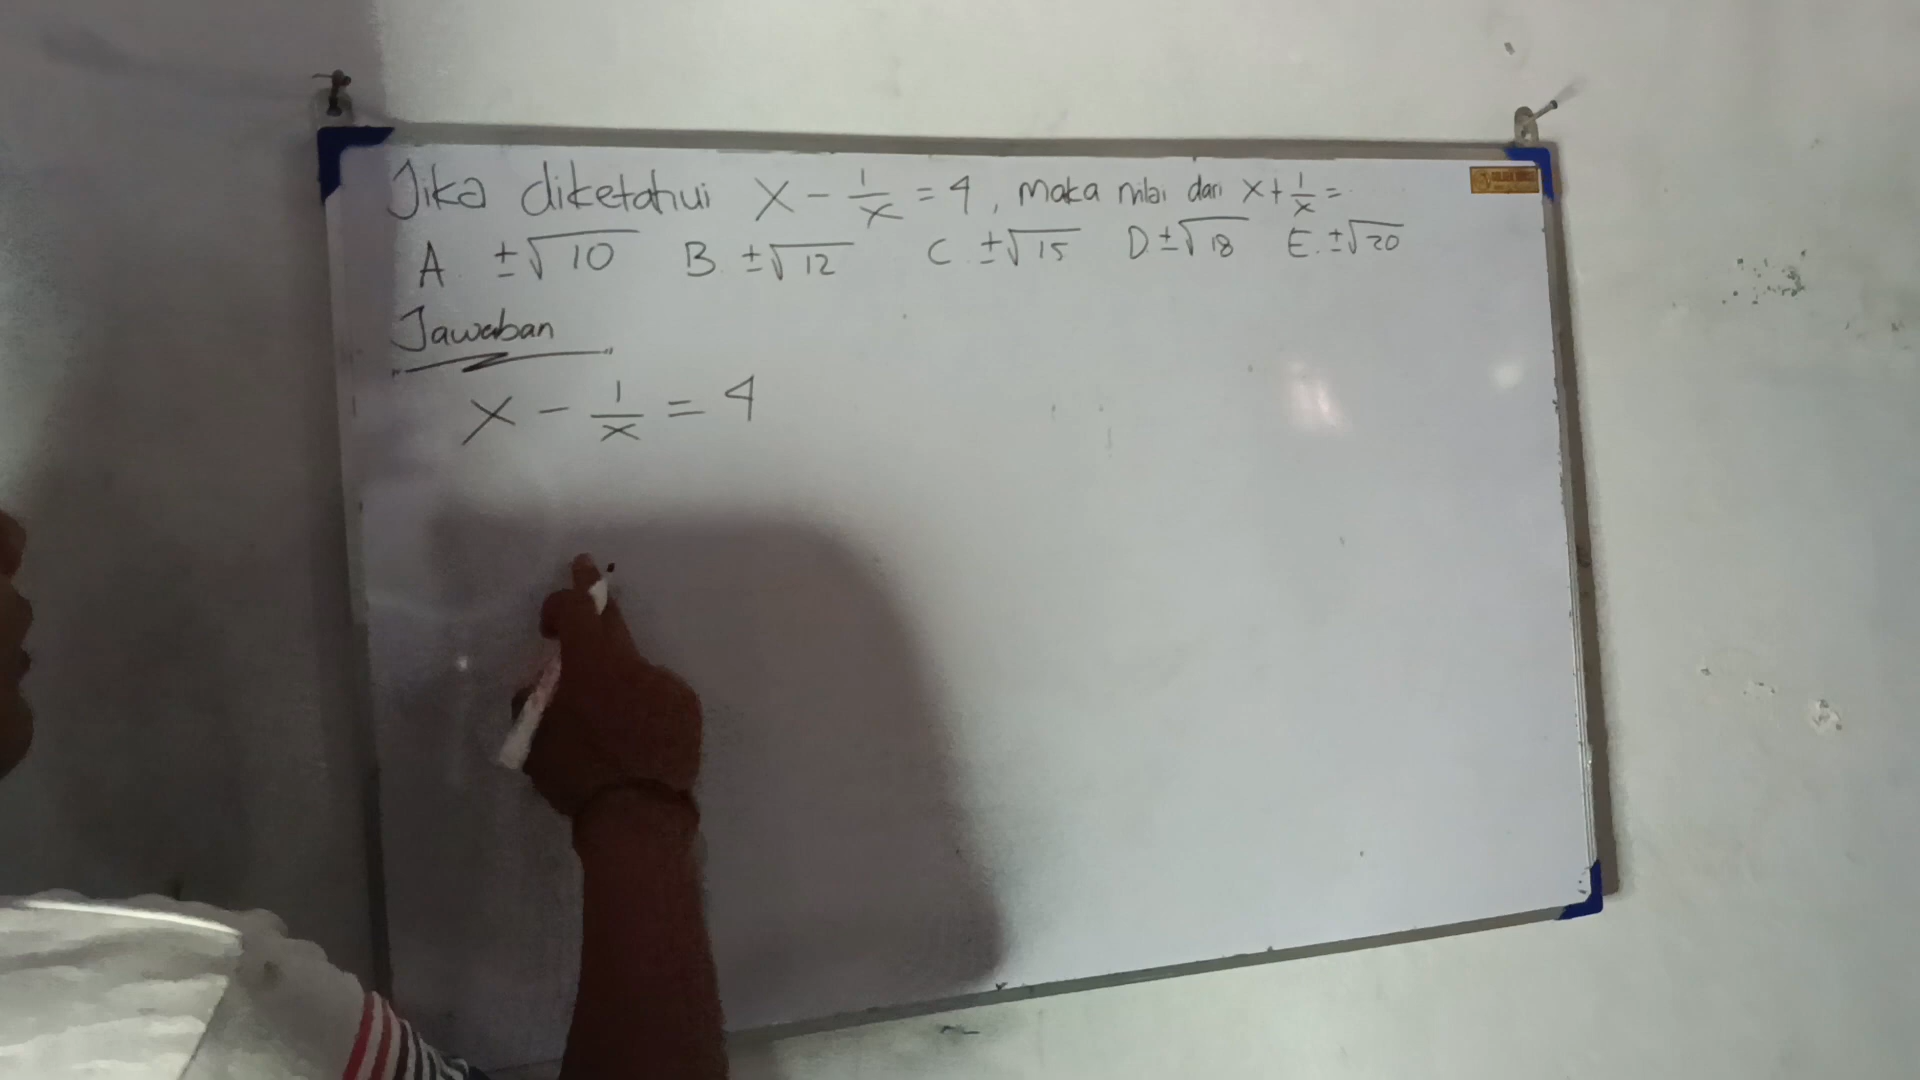 Jika diketahui x - 1/x = 4, maka nilai dari x + 1/x =
A. ±√10 B. ±√12 C. ±√15 D ±√18 E. ±√20
Jawaban
x - 1/x = 4